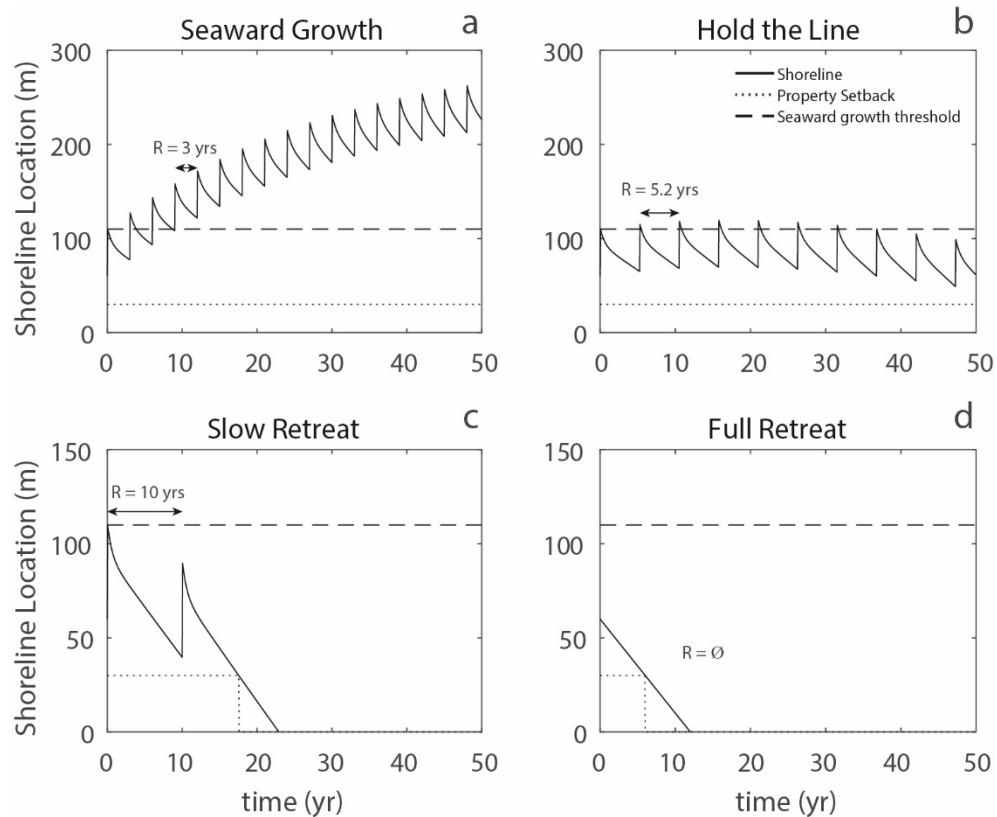 Seaward Growth
a
300
200
100
0
R = 3 yrs
0 10 20 30 40 50
Shoreline Location (m)
Hold the Line
b
300
200
100
0
Shoreline
Property Setback
Seaward growth threshold
R = 5.2 yrs
0 10 20 30 40 50
Slow Retreat
c
150
100
50
0
R = 10 yrs
0 10 20 30 40 50
Shoreline Location (m)
time (yr)
Full Retreat
d
150
100
50
0
R = Ø
0 10 20 30 40 50
time (yr)